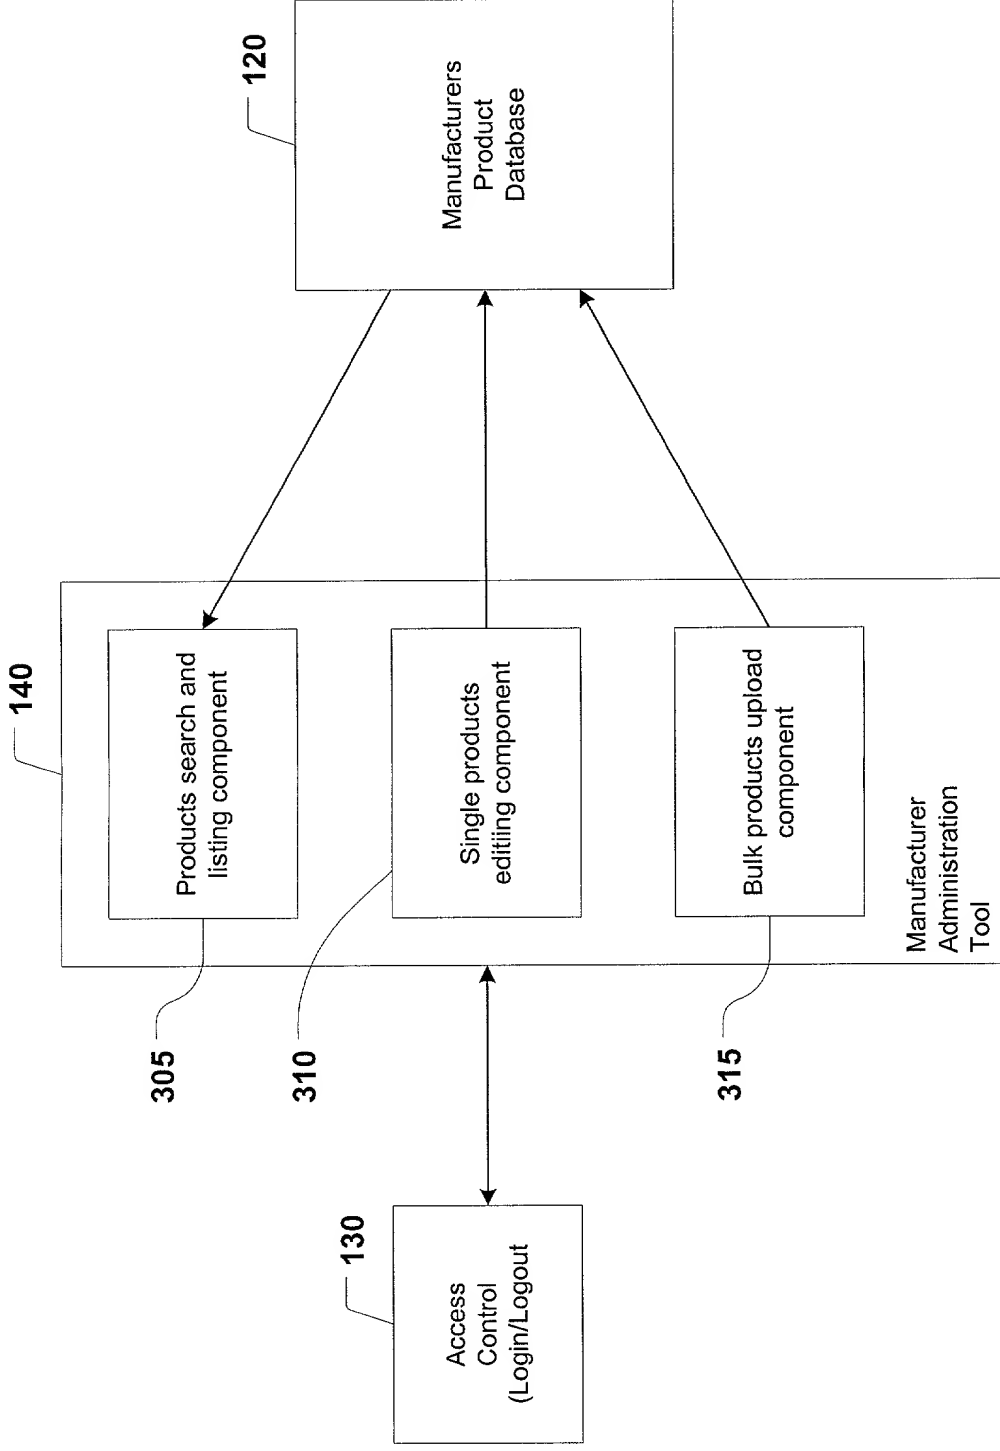 130
Access
Control
(Login/Logout
140
305
Products search and
listing component
310
Single products
editiing component
315
Bulk products upload
component
Manufacturer
Administration
Tool
120
Manufacturers
Product
Database